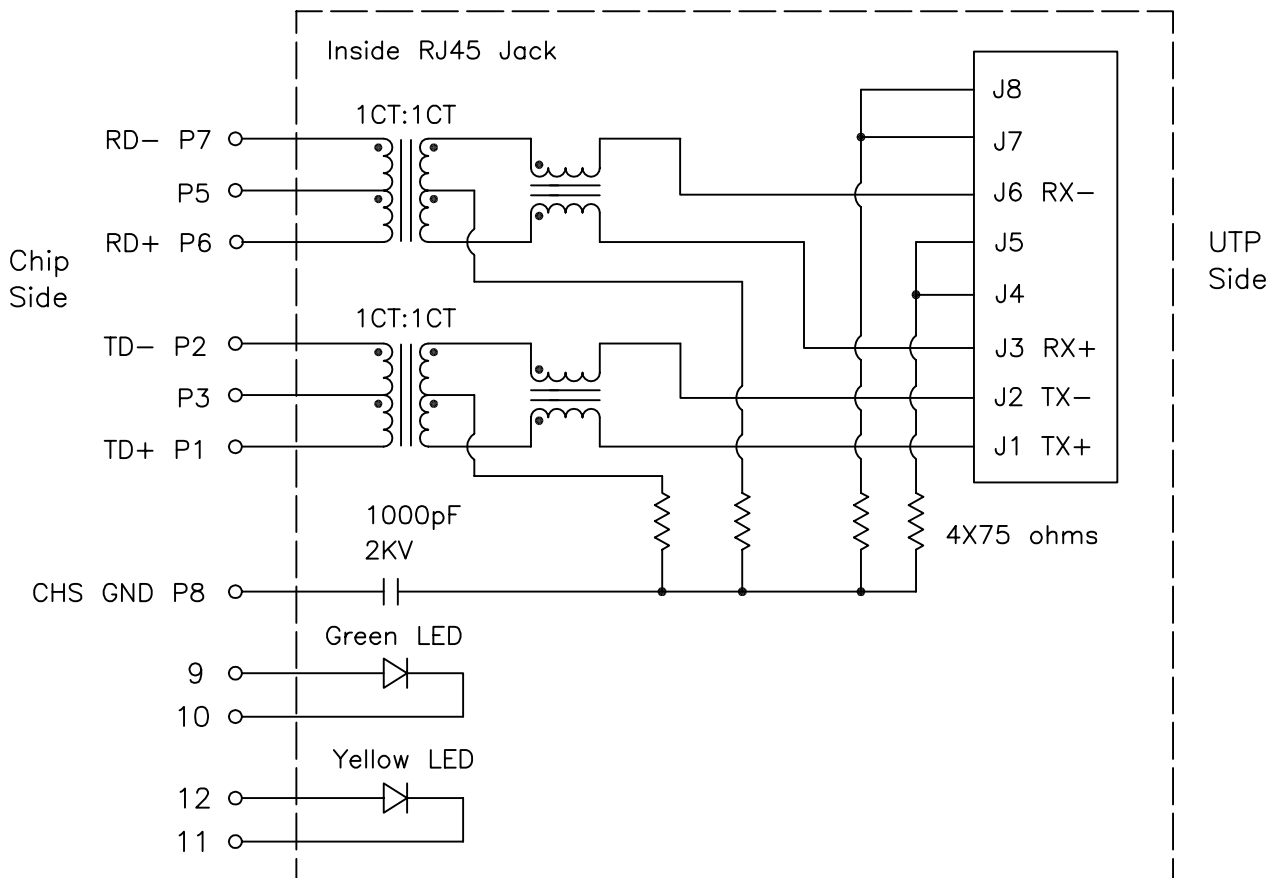 Inside RJ45 Jack
1CT:1CT
RD- P7
P5
RD+ P6
Chip
Side
1CT:1CT
TD- P2
P3
TD+ P1
J8
J7
J6 RX-
J5
J4
J3 RX+
J2 TX-
J1 TX+
UTP
Side
1000pF
2KV
4X75 ohms
CHS GND P8
Green LED
9
10
Yellow LED
12
11